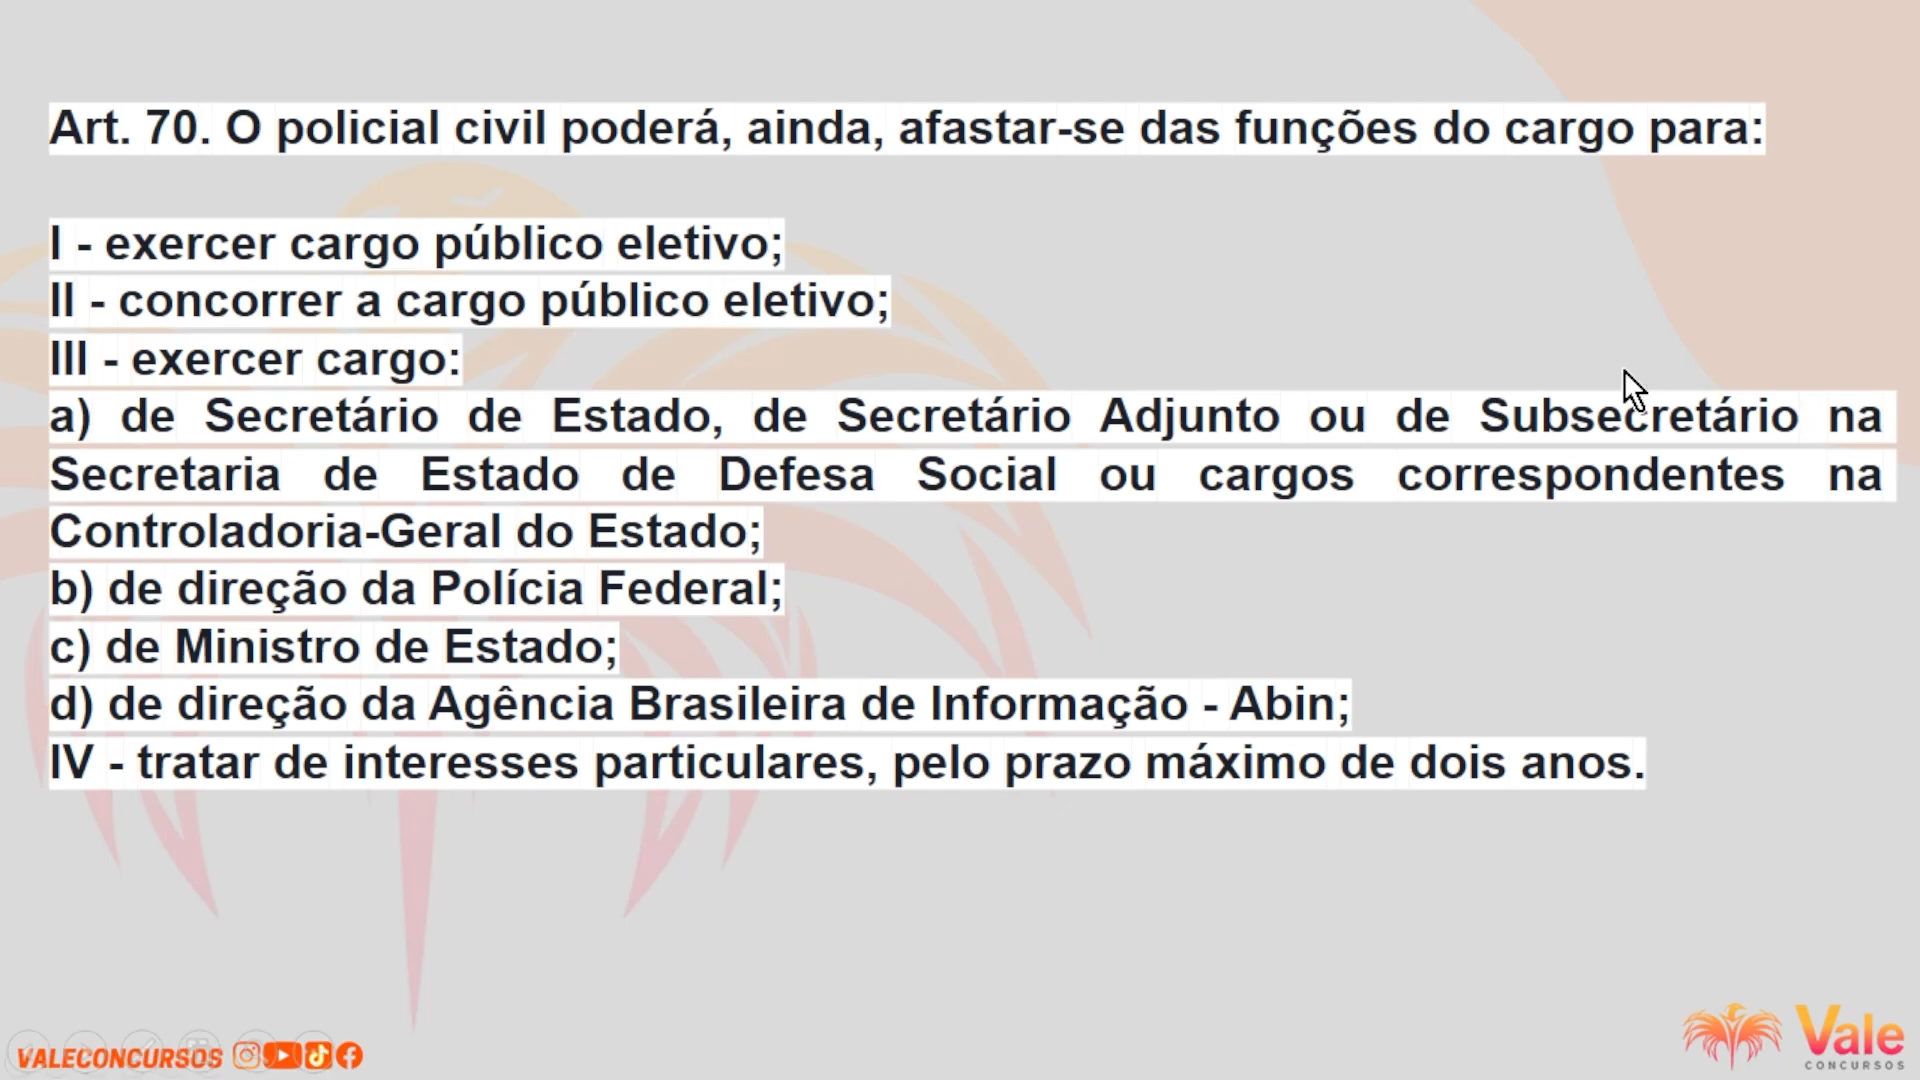 Art. 70. O policial civil poderá, ainda, afastar-se das funções do cargo para:
I - exercer cargo público eletivo;
II - concorrer a cargo público eletivo;
III - exercer cargo:
a) de Secretário de Estado, de Secretário Adjunto ou de Subsecretário na
Secretaria de Estado de Defesa Social ou cargos correspondentes na
Controladoria-Geral do Estado;
b) de direção da Polícia Federal;
c) de Ministro de Estado;
d) de direção da Agência Brasileira de Informação - Abin;
IV - tratar de interesses particulares, pelo prazo máximo de dois anos.
VALECONCURSOS
Vale
CONCURSOS